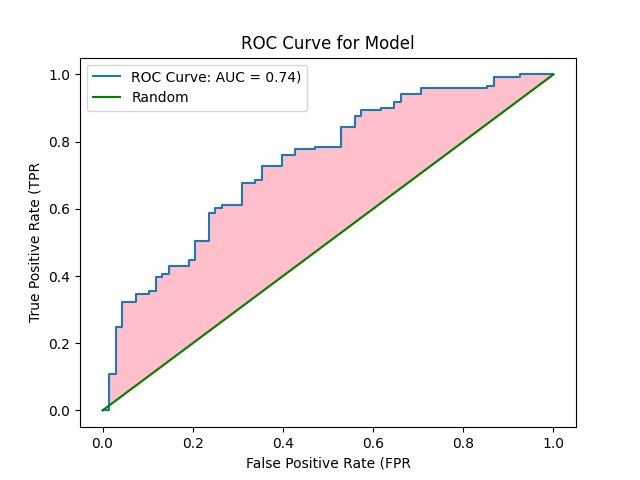 ROC Curve for Model
ROC Curve: AUC = 0.74)
Random
True Positive Rate (TPR
1.0
0.8
0.6
0.4
0.2
0.0
0.0 0.2 0.4 0.6 0.8 1.0
False Positive Rate (FPR